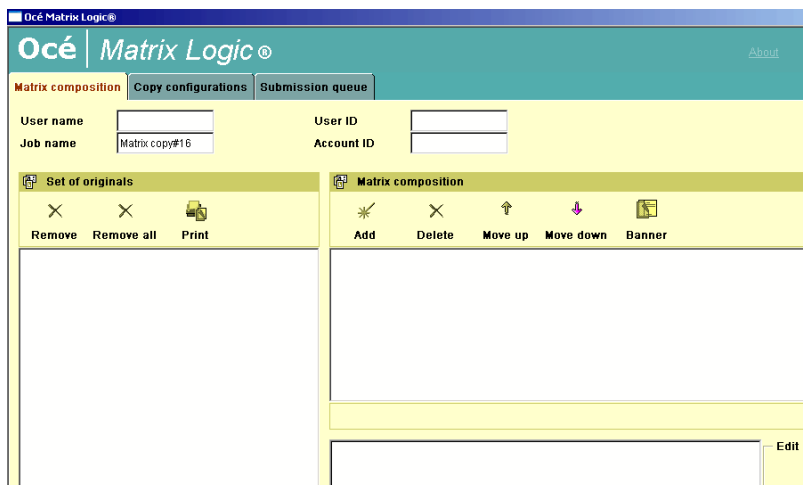 Océ Matrix Logic®
Océ Matrix Logic ®
About
Matrix composition Copy configurations Submission queue
User name User ID
Job name Matrix copy#16 Account ID
Set of originals Matrix composition
Remove Remove all Print Add Delete Move up Move down Banner
Edit